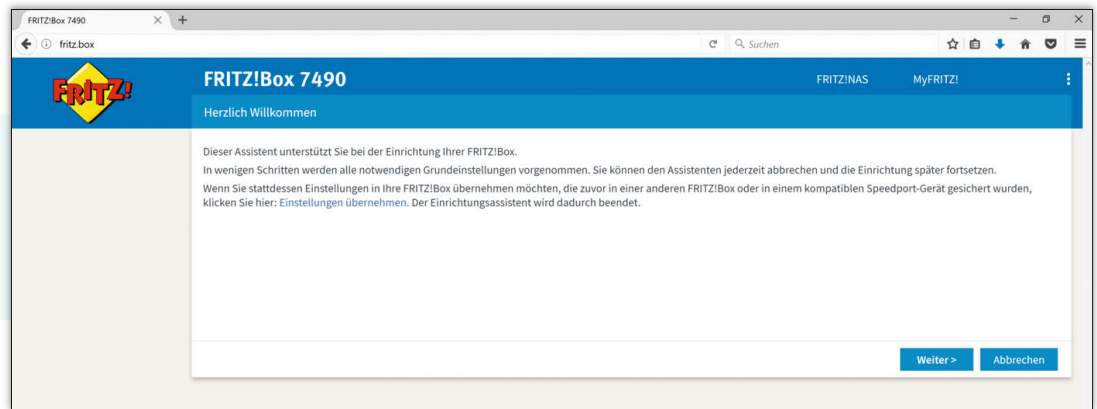 FRITZ!Box 7490
fritz.box
Suchen
FRITZ!
FRITZ!Box 7490
FRITZ!NAS
MyFRITZ!
Herzlich Willkommen
Dieser Assistent unterstützt Sie bei der Einrichtung Ihrer FRITZ!Box.
In wenigen Schritten werden alle notwendigen Grundeinstellungen vorgenommen. Sie können den Assistenten jederzeit abbrechen und die Einrichtung später fortsetzen.
Wenn Sie stattdessen Einstellungen in Ihre FRITZ!Box übernehmen möchten, die zuvor in einer anderen FRITZ!Box oder in einem kompatiblen Speedport-Gerät gesichert wurden,
klicken Sie hier: Einstellungen übernehmen. Der Einrichtungsassistent wird dadurch beendet.
Weiter >
Abbrechen